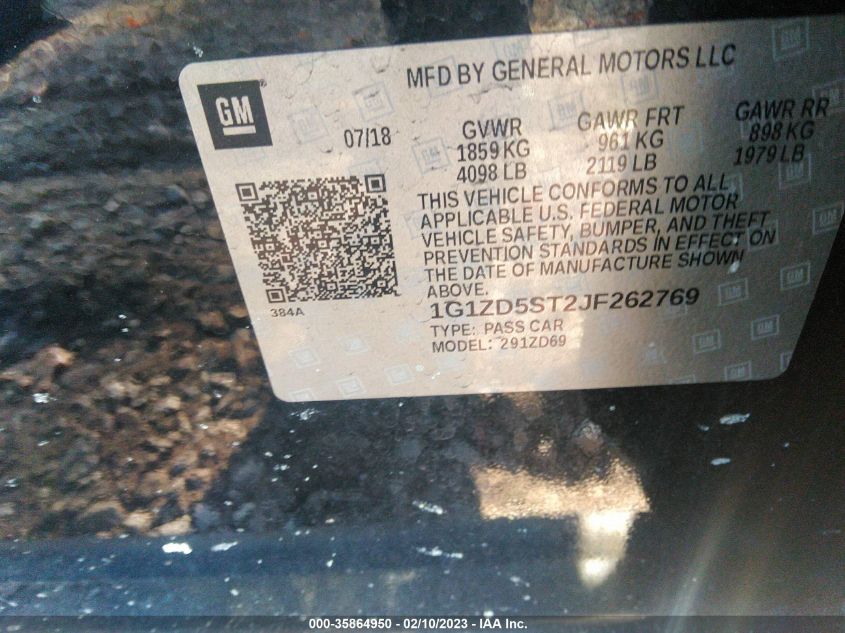 MFD BY GENERAL MOTORS LLC
GM®
07/18
GVWR
1859 KG
4098 LB
GAWR FRT
961 KG
2119 LB
GAWR RR
898 KG
1979 LB
THIS VEHICLE CONFORMS TO ALL
APPLICABLE U.S. FEDERAL MOTOR
VEHICLE SAFETY, BUMPER, AND THEFT
PREVENTION STANDARDS IN EFFECT ON
THE DATE OF MANUFACTURE SHOWN
ABOVE.
384A
1G1ZD5ST2JF262769
TYPE: PASS CAR
MODEL: 291ZD69
000-35864950 - 02/10/2023 - IAA Inc.